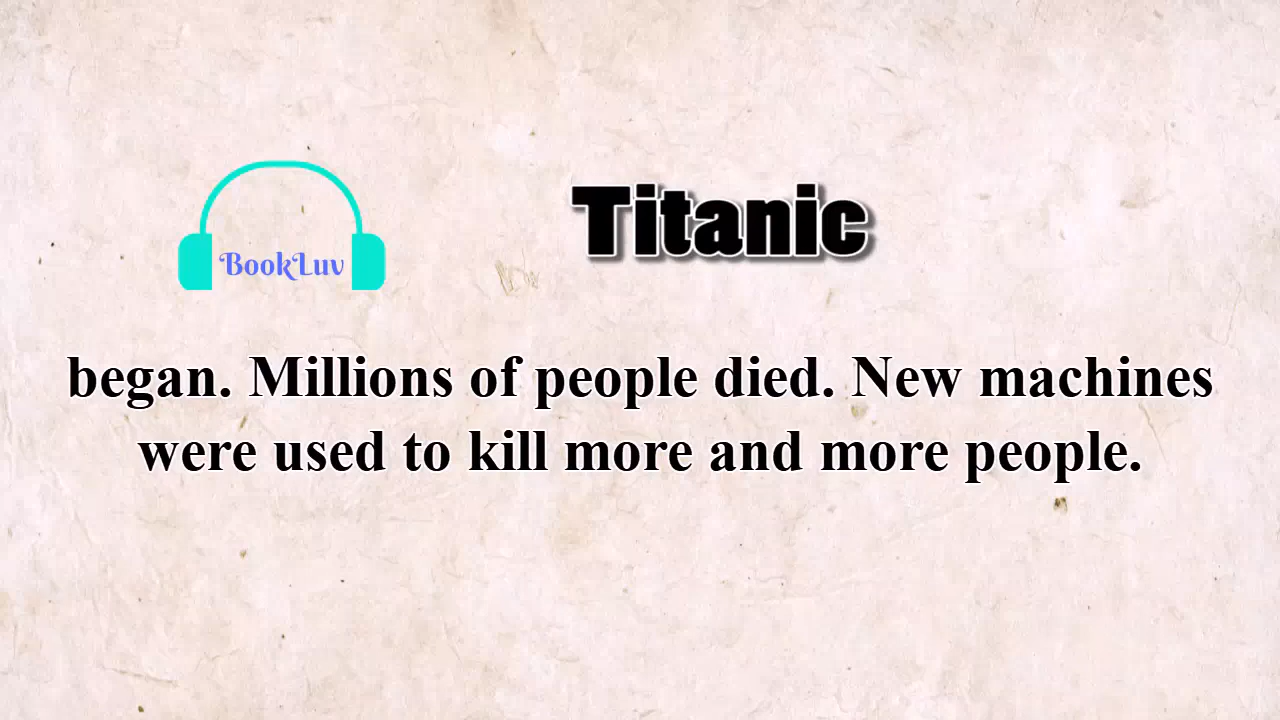 BookLuv
Titanic
began. Millions of people died. New machines
were used to kill more and more people.